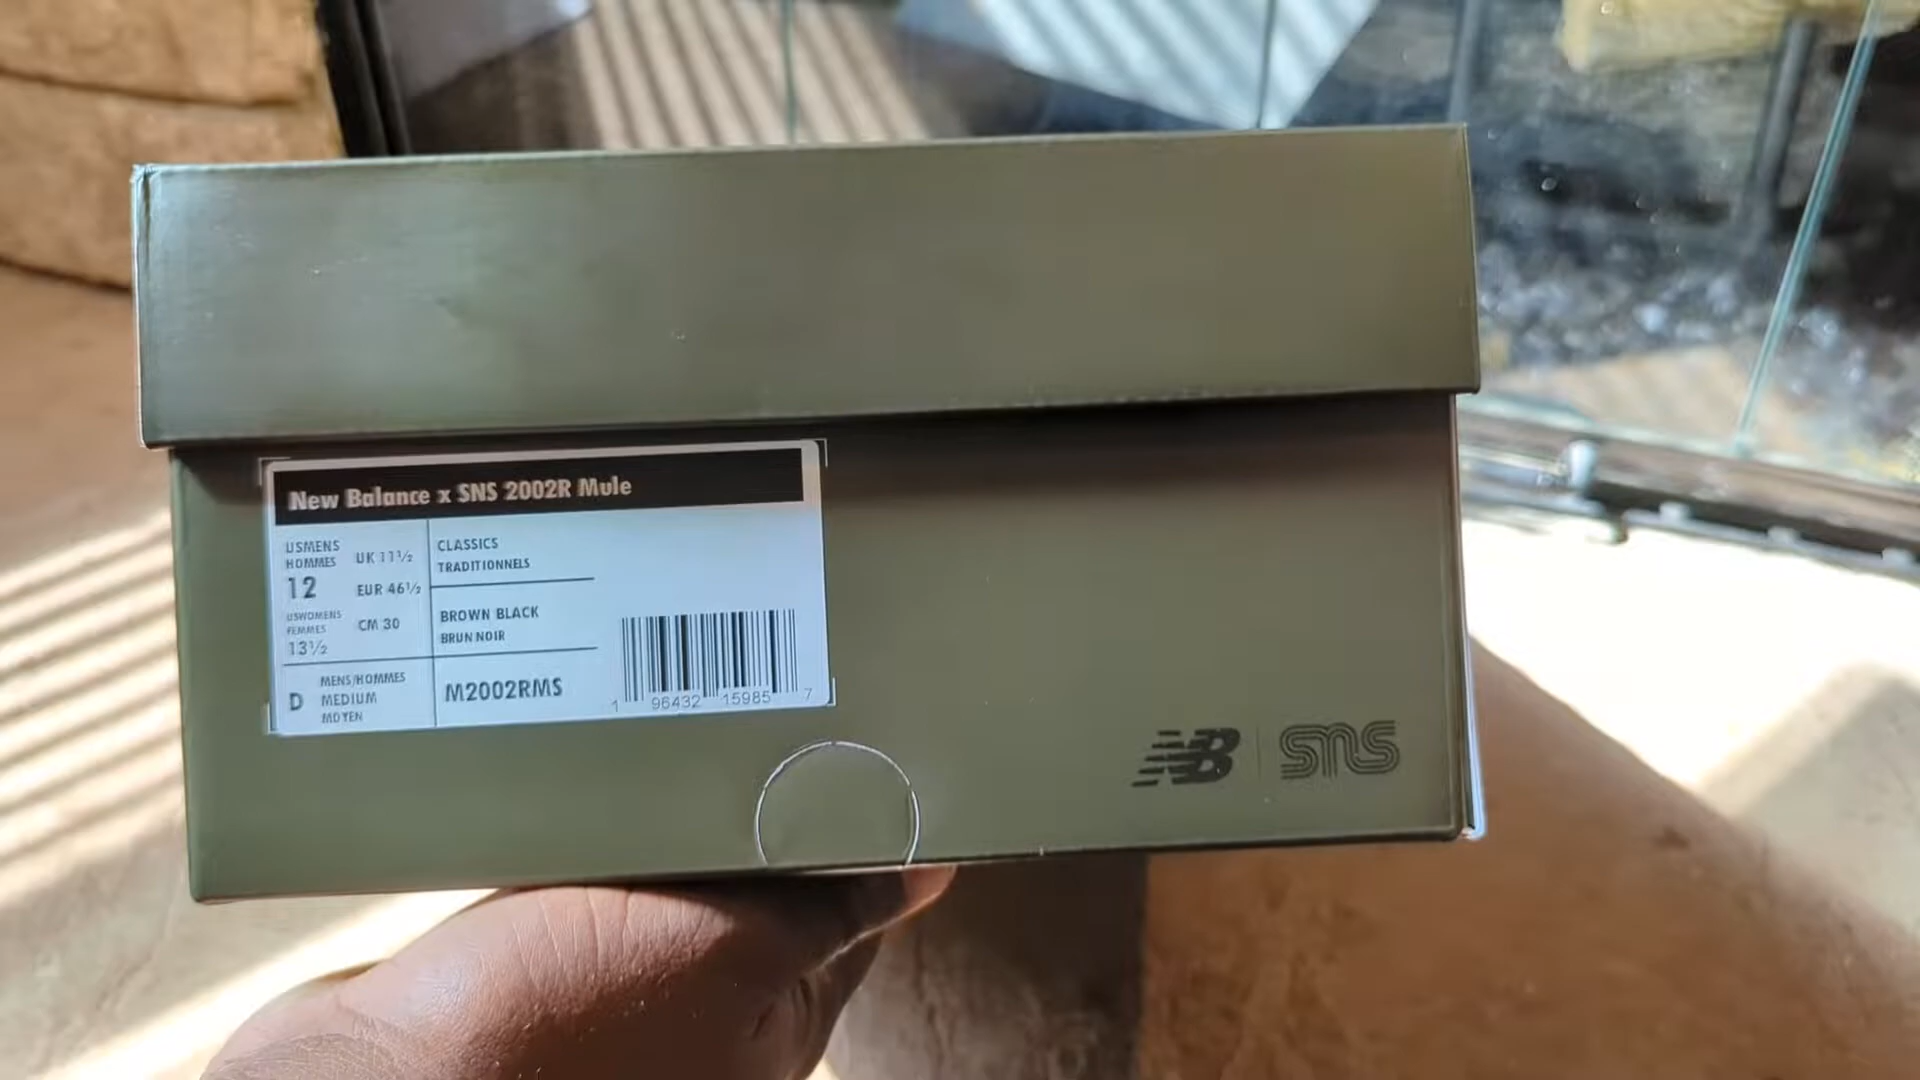 New Balance x SNS 2002R Mule
USMENS
HOMMES
12
UK 11½
EUR 46½
USWOMENS
FEMMES
13½
CM 30
CLASSICS
TRADITIONNELS
BROWN BLACK
BRUN NOIR
D
MENS/HOMMES
MEDIUM
MOYEN
M2002RMS
1 96432 15985 7
NB
SNS